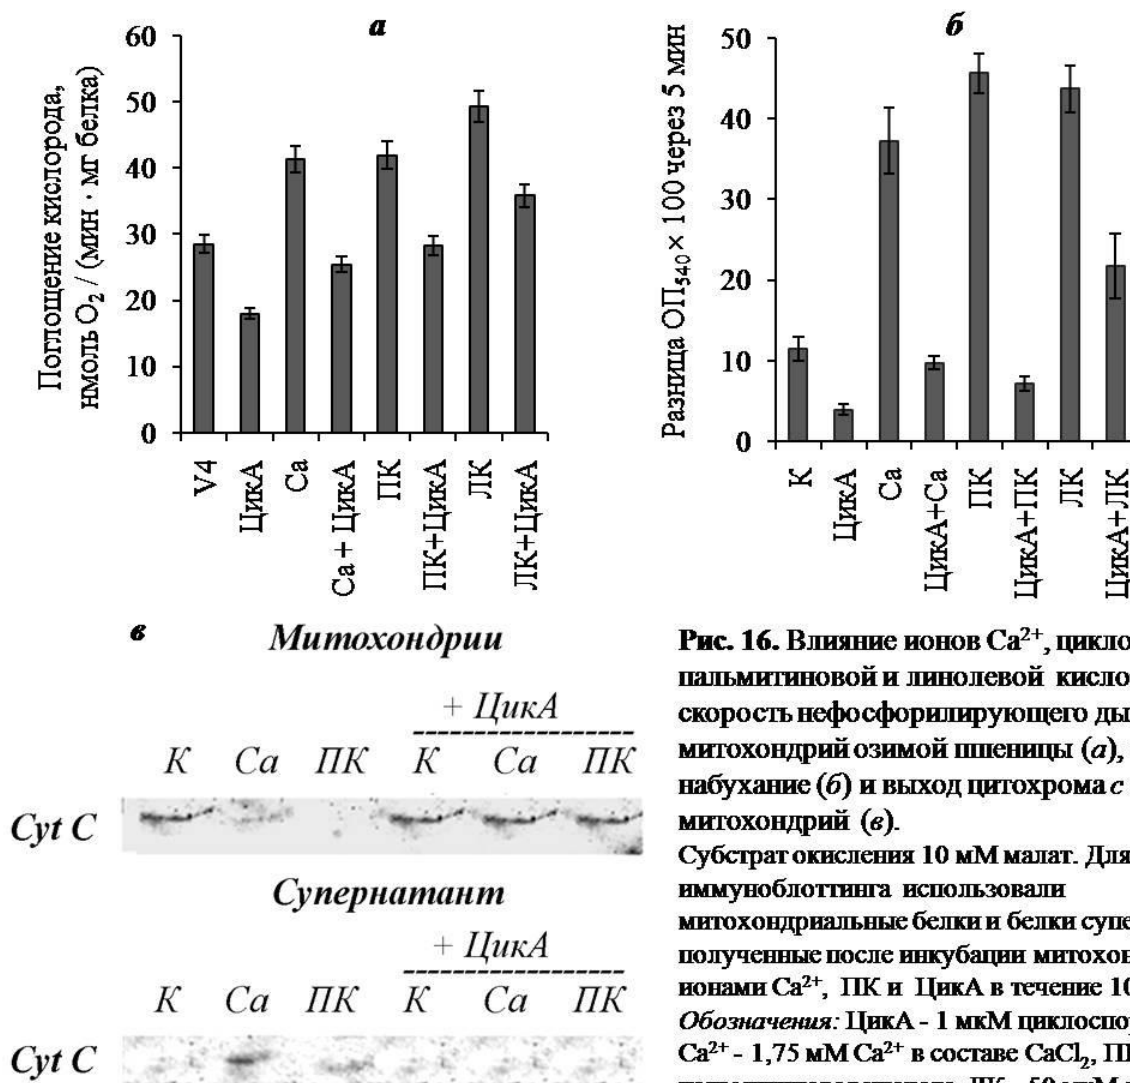 а
Поглощение кислорода,
нмоль O₂ / (мин · мг белка)
60
50
40
30
20
10
0
V4
ЦикА
Ca
Ca + ЦикА
ПК
ПК+ЦикА
ЛК
ЛК+ЦикА
б
Разница ОП₅₄₀ × 100 через 5 мин
50
40
30
20
10
0
К
ЦикА
Ca
ЦикА+Ca
ПК
ЦикА+ПК
ЛК
ЦикА+ЛК
в
Митохондрии
+ ЦикА
К Ca ПК К Ca ПК
Cyt C
Супернатант
+ ЦикА
К Ca ПК К Ca ПК
Cyt C
Рис. 16. Влияние ионов Ca²⁺, цикло
пальмитиновой и линолевой кисло
скорость нефосфорилирующего ды
митохондрий озимой пшеницы (а),
набухание (б) и выход цитохрома с
митохондрий (в).
Субстрат окисления 10 мМ малат. Для
иммуноблоттинга использовали
митохондриальные белки и белки супе
полученные после инкубации митохон
ионами Ca²⁺, ПК и ЦикА в течение 10
Обозначения: ЦикА - 1 мкМ циклоспор
Ca²⁺ - 1,75 мМ Ca²⁺ в составе CaCl₂, П